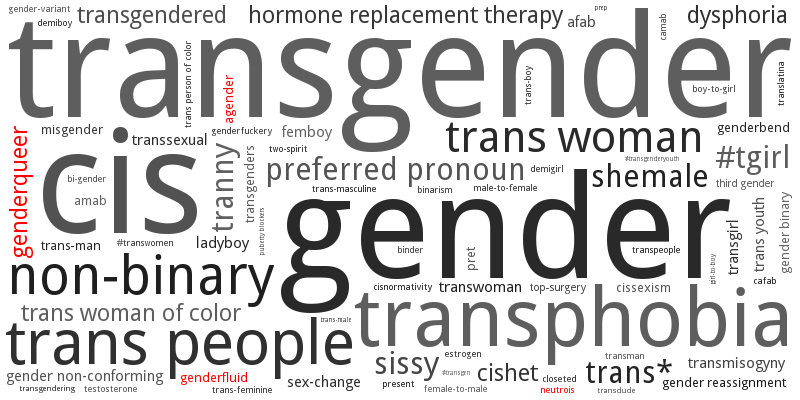 gender-variant
transgendered
hormone replacement therapy
prep
afab
camab
dysphoria
demiboy
transgender
trans person of color
agender
trans-boy
boy-to-girl
translatina
misgender
transsexual
genderfuckery
femboy
trans woman
genderbend
genderqueer
cis
two-spirit
tranny
transgenders
preferred pronoun
demigirl
#transgenderyouth
#tgirl
bi-gender
amab
trans-masculine
binarism
male-to-female
shemale
third gender
puberty blockers
gender
trans-man
#transwomen
ladyboy
binder
pret
transpeople
girl-to-boy
transgirl
trans youth
gender binary
non-binary
cisnormativity
transwoman
top-surgery
cissexism
cafab
trans woman of color
trans-male
transphobia
trans people
sissy
estrogen
transman
transmisogyny
gender non-conforming
genderfluid
sex-change
present
#transgrn
cishet
closeted
trans*
gender reassignment
transgendering
testosterone
trans-feminine
female-to-male
neutrois
transdude